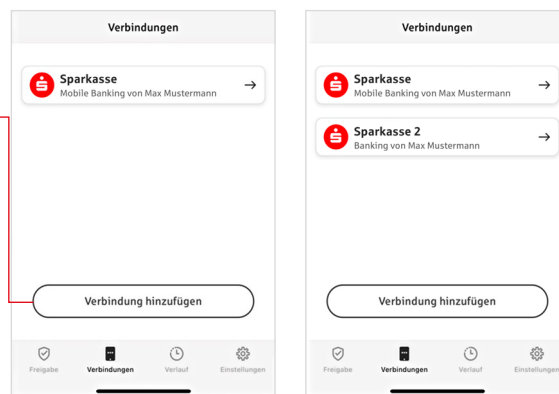 Verbindungen
Sparkasse
Mobile Banking von Max Mustermann
Verbindung hinzufügen
Freigabe
Verbindungen
Verlauf
Einstellungen
Verbindungen
Sparkasse
Mobile Banking von Max Mustermann
Sparkasse 2
Banking von Max Mustermann
Verbindung hinzufügen
Freigabe
Verbindungen
Verlauf
Einstellungen